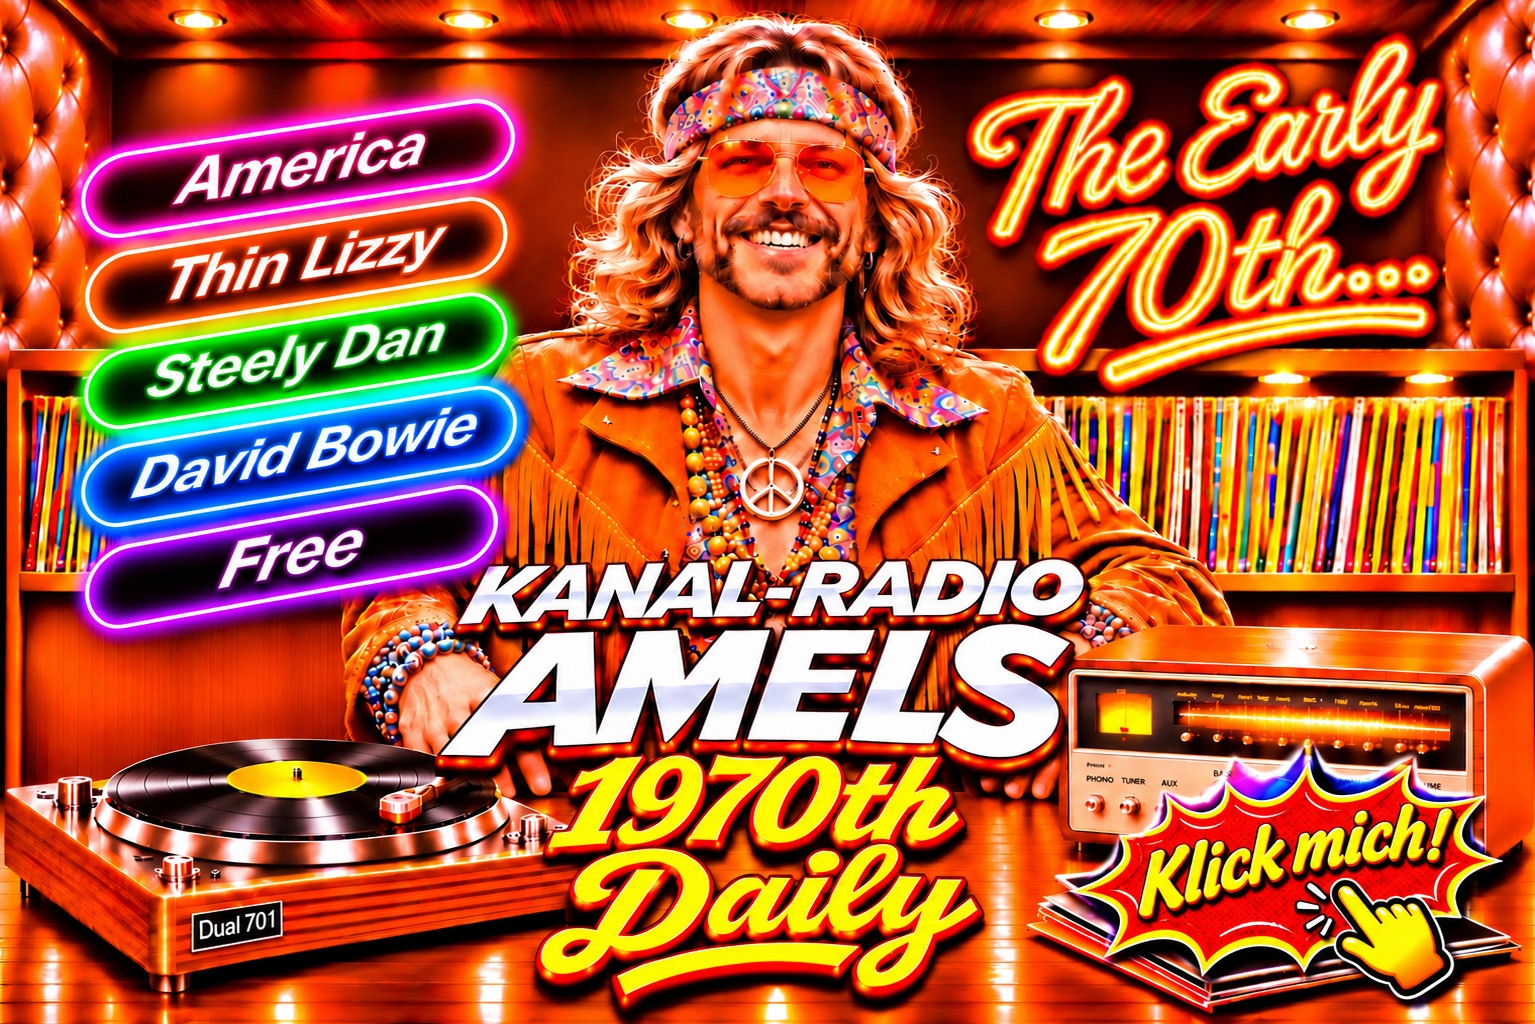 America
Thin Lizzy
Steely Dan
David Bowie
Free
The Early
70th...
KANAL-RADIO
AMELS
1970th
Daily
Dual 701
PHONO TUNER AUX
Klick mich!